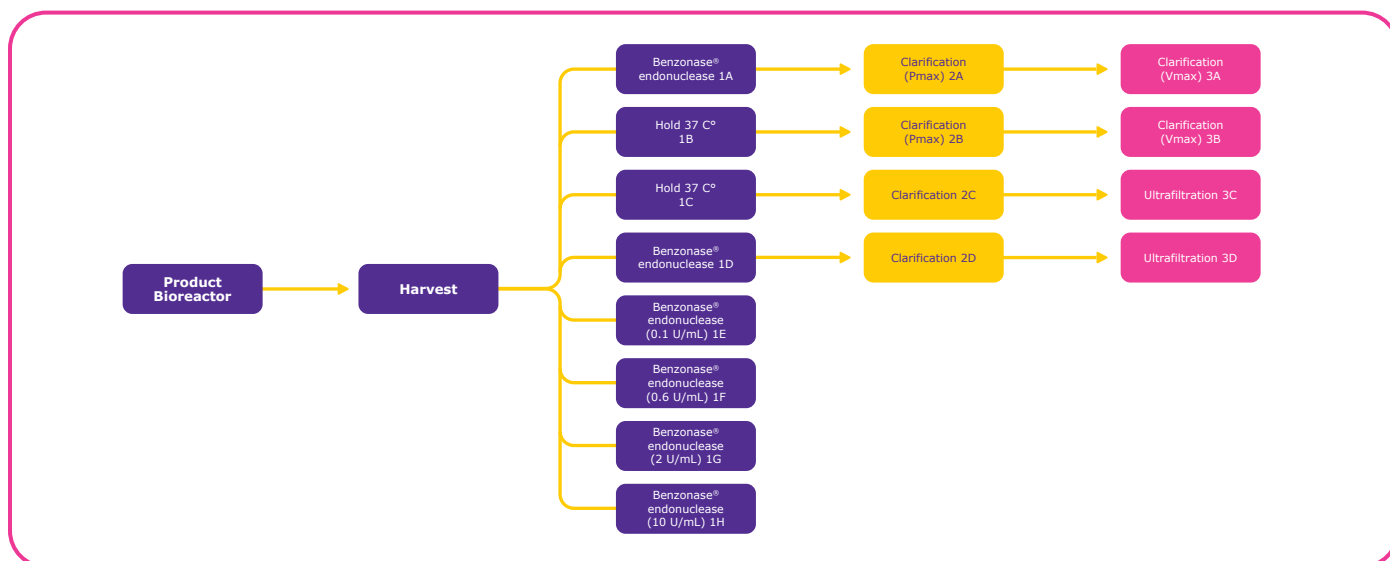 Product
Bioreactor
Harvest
Benzonase®
endonuclease 1A
Clarification
(Pmax) 2A
Clarification
(Vmax) 3A
Hold 37 C°
1B
Clarification
(Pmax) 2B
Clarification
(Vmax) 3B
Hold 37 C°
1C
Clarification 2C
Ultrafiltration 3C
Benzonase®
endonuclease 1D
Clarification 2D
Ultrafiltration 3D
Benzonase®
endonuclease
(0.1 U/mL) 1E
Benzonase®
endonuclease
(0.6 U/mL) 1F
Benzonase®
endonuclease
(2 U/mL) 1G
Benzonase®
endonuclease
(10 U/mL) 1H